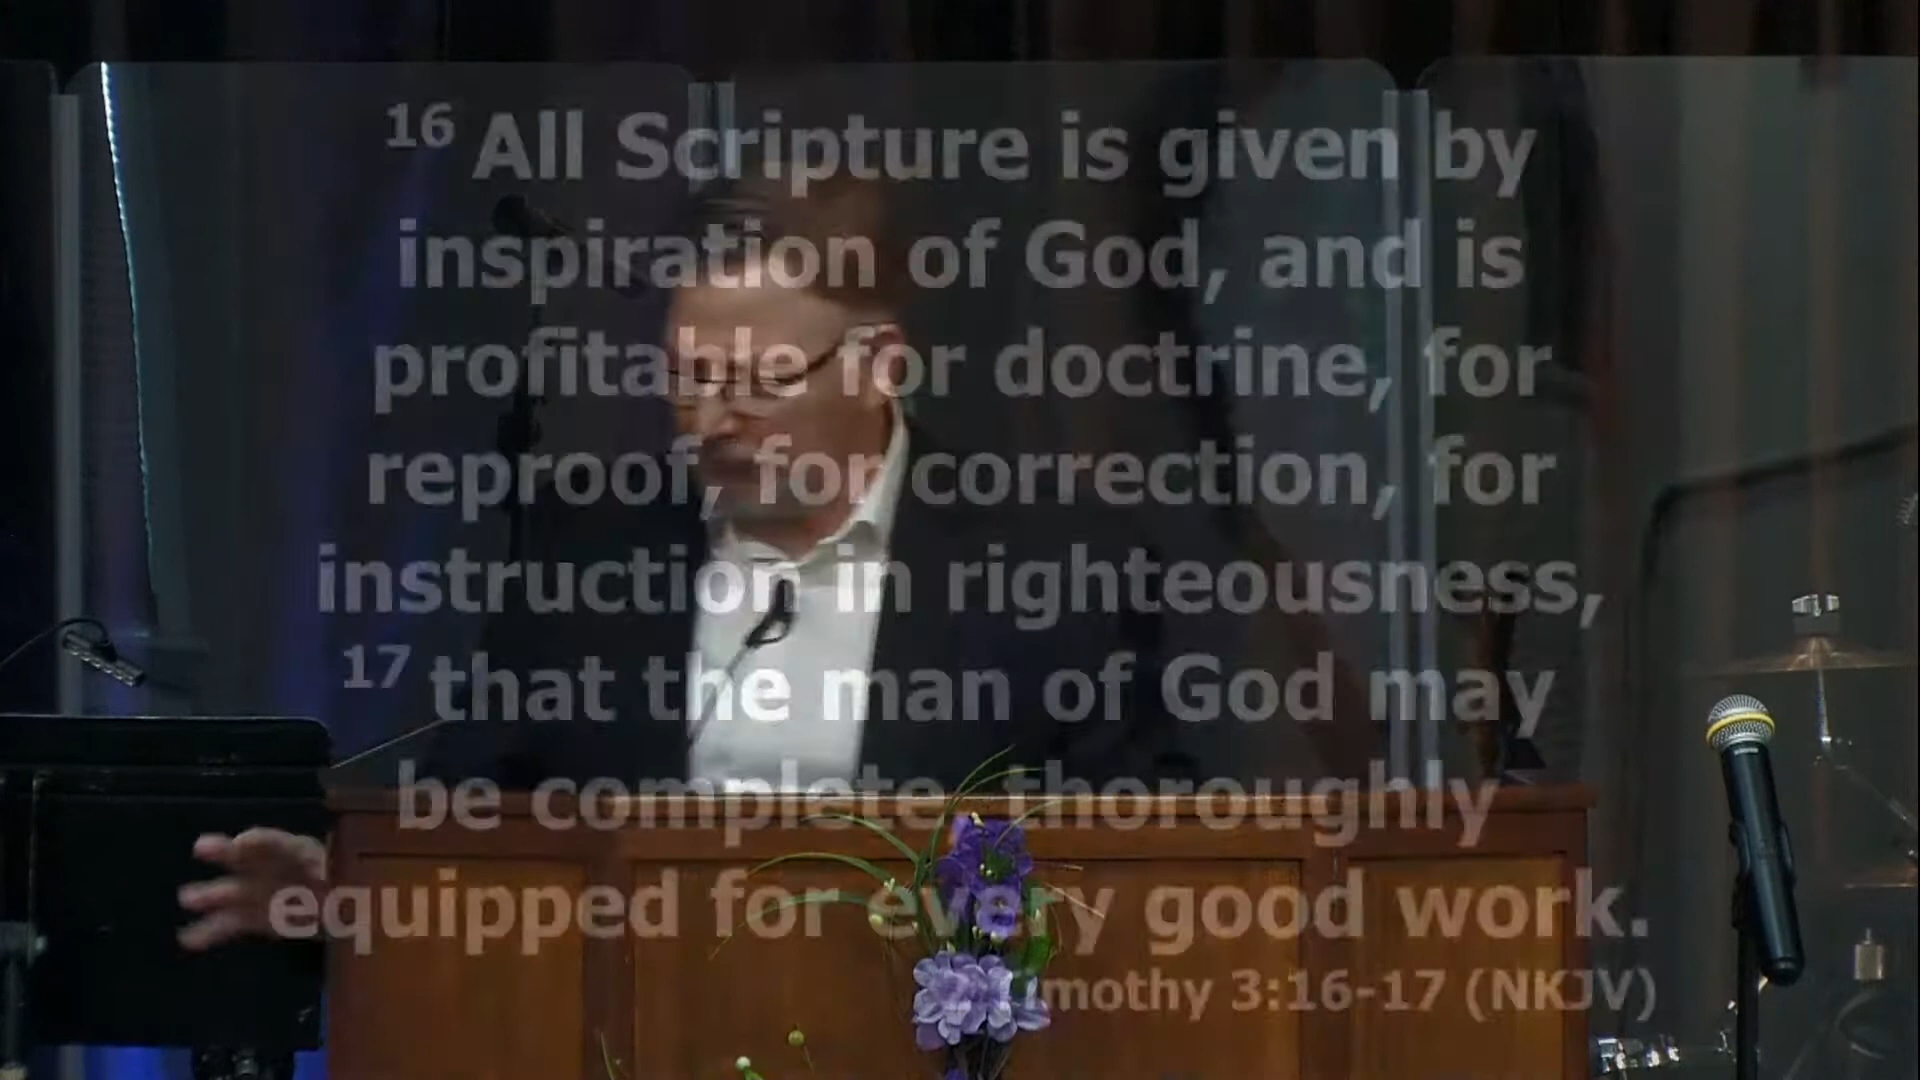 16 All Scripture is given by
inspiration of God, and is
profitable for doctrine, for
reproof, for correction, for
instruction in righteousness,
17 that the man of God may
be complete, thoroughly
equipped for every good work.
2 Timothy 3:16-17 (NKJV)